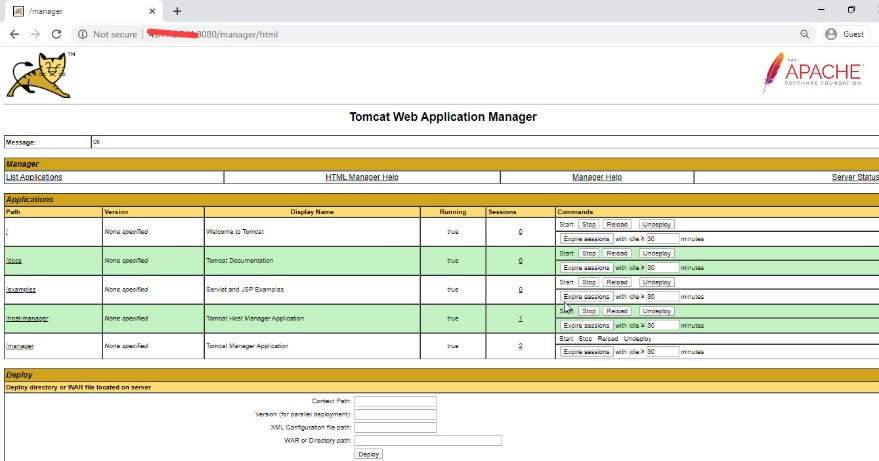 /manager
Not secure | :8080/manager/html
Guest
TM
THE
APACHE
SOFTWARE FOUNDATION
Tomcat Web Application Manager
Message: OK
Manager
List Applications HTML Manager Help Manager Help Server Status
Applications
Path Version Display Name Running Sessions Commands
/ None specified Welcome to Tomcat true 0 Start Stop Reload Undeploy
Expire sessions with idle ≥ 30 minutes
/docs None specified Tomcat Documentation true 0 Start Stop Reload Undeploy
Expire sessions with idle ≥ 30 minutes
/examples None specified Servlet and JSP Examples true 0 Start Stop Reload Undeploy
Expire sessions with idle ≥ 30 minutes
/host-manager None specified Tomcat Host Manager Application true 1 Start Stop Reload Undeploy
Expire sessions with idle ≥ 30 minutes
/manager None specified Tomcat Manager Application true 2 Start Stop Reload Undeploy
Expire sessions with idle ≥ 30 minutes
Deploy
Deploy directory or WAR file located on server
Context Path:
Version (for parallel deployment):
XML Configuration file path:
WAR or Directory path:
Deploy